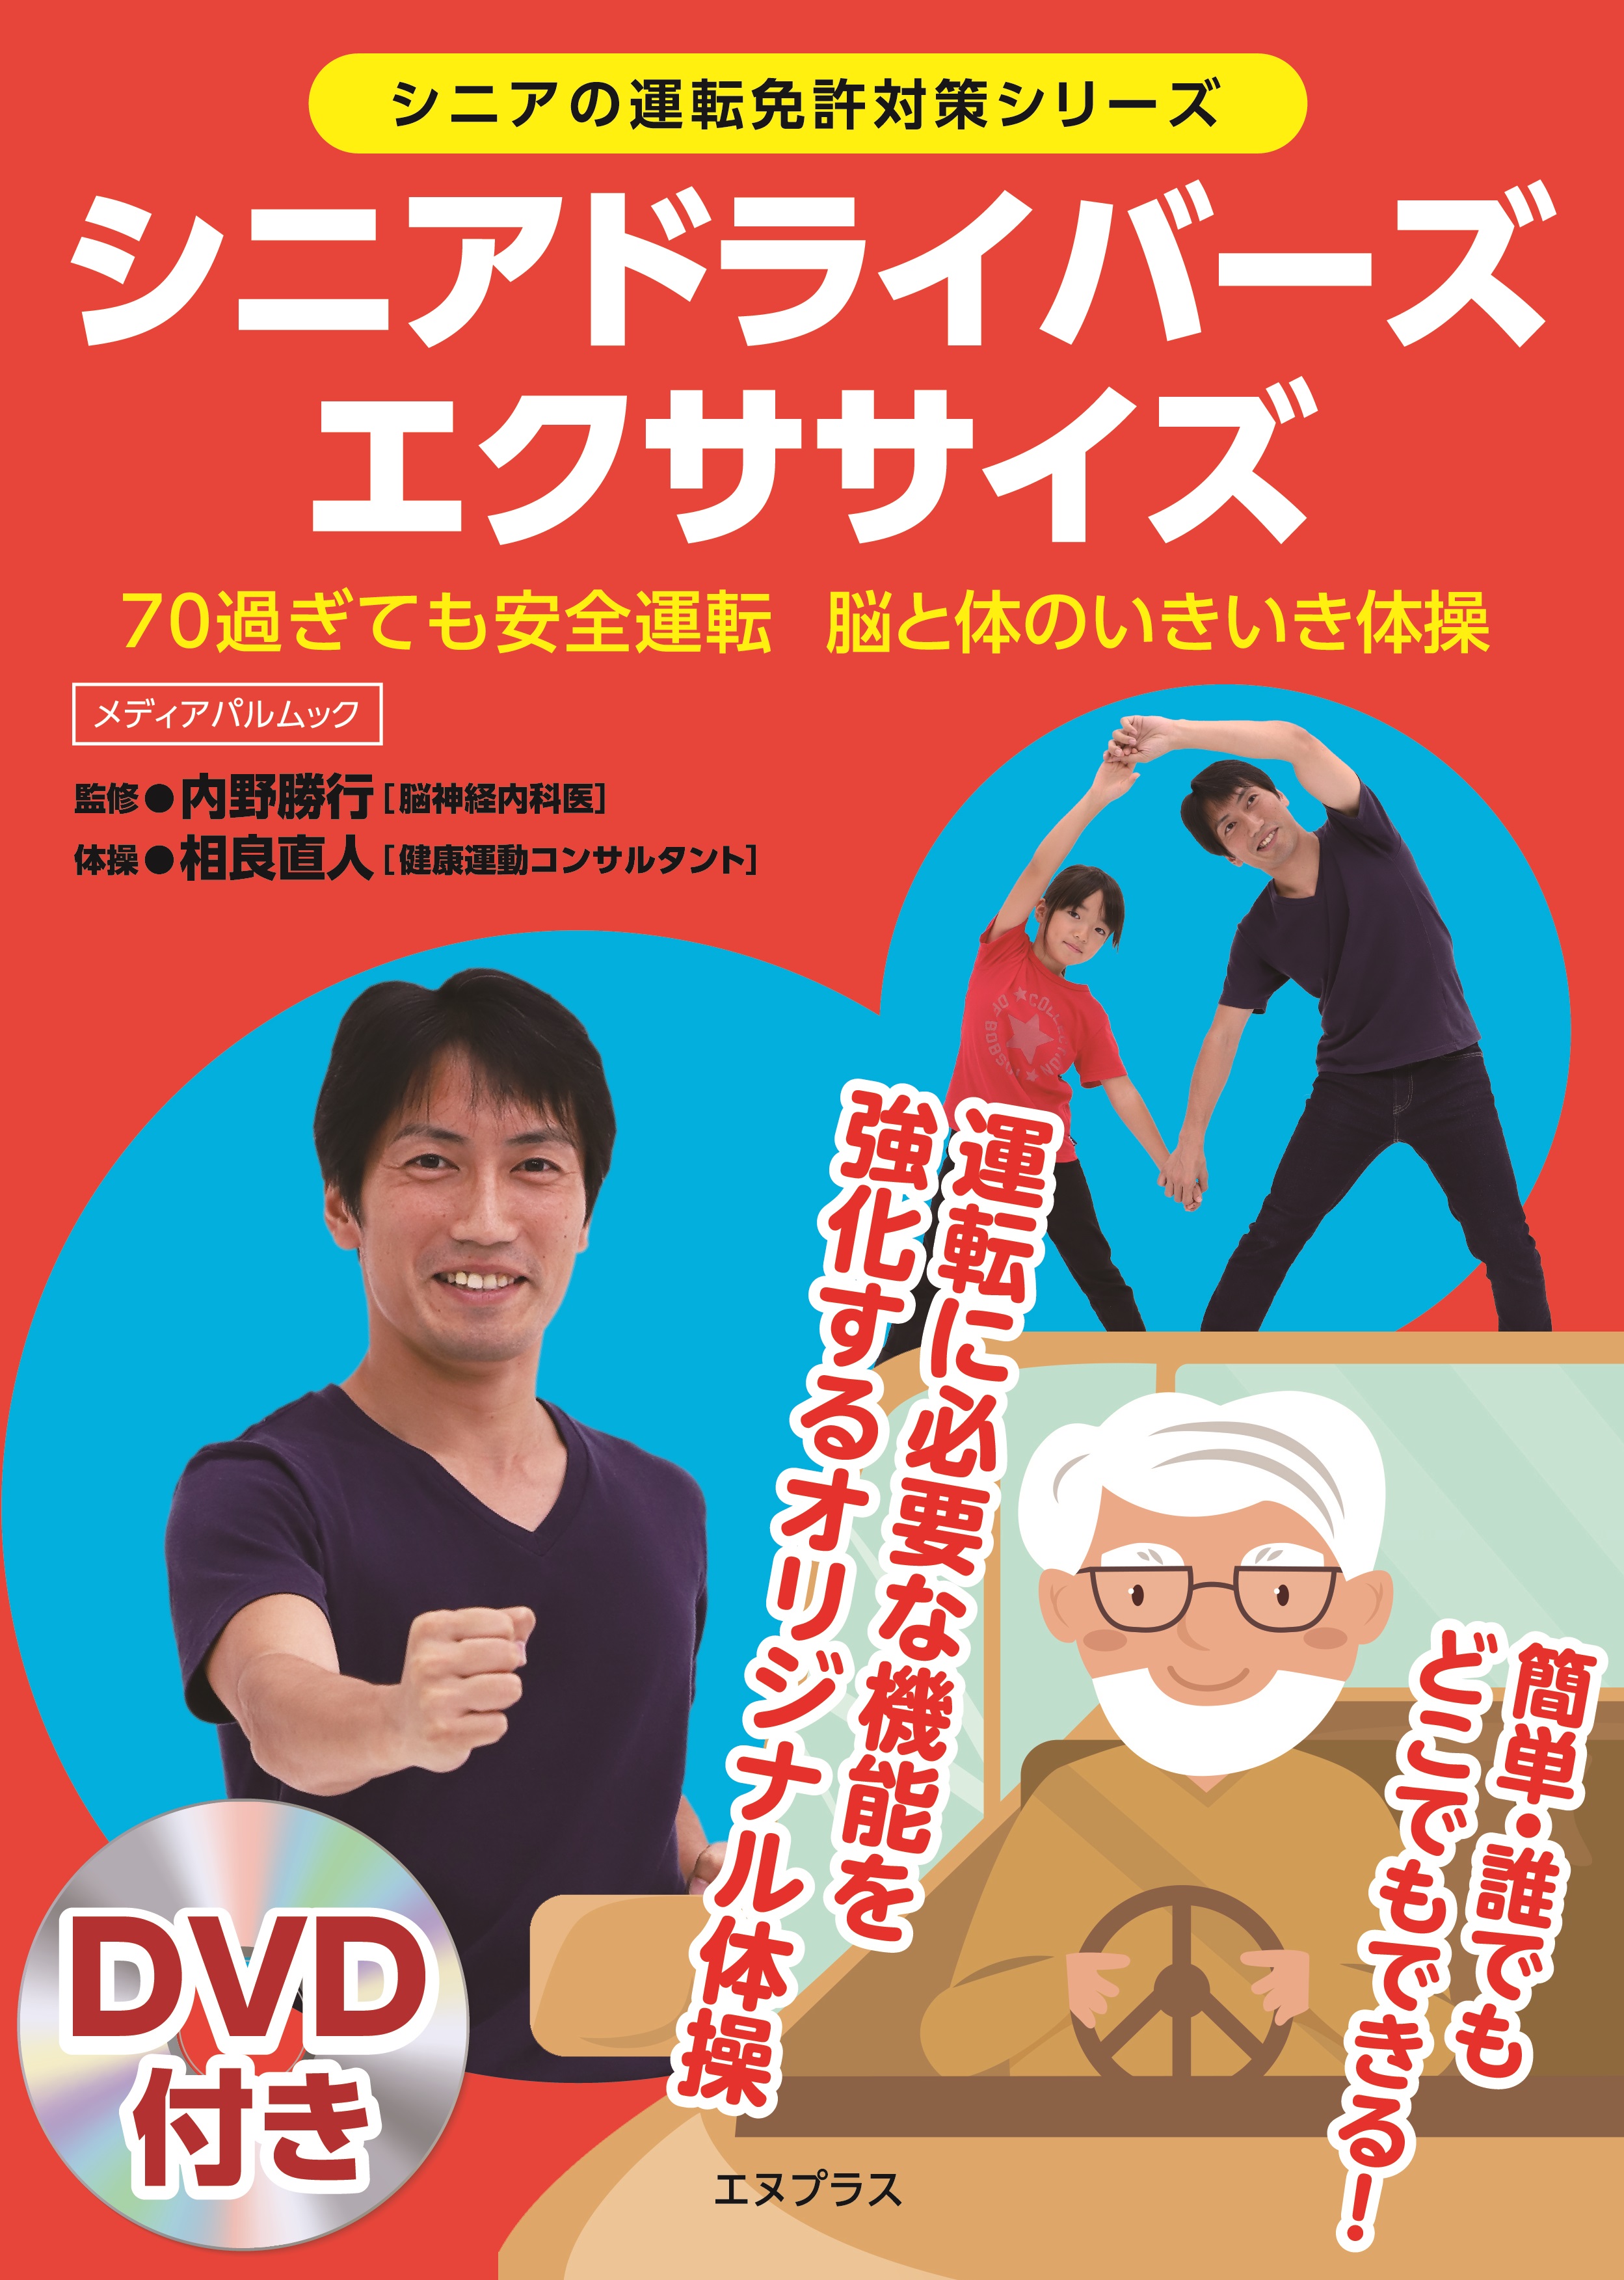 シニアの運転免許対策シリーズ
シニアドライバーズ
エクササイズ
70過ぎても安全運転 脳と体のいきいき体操
メディアパルムック
監修●内野勝行[脳神経内科医]
体操●相良直人[健康運動コンサルタント]
運転に必要な機能を
強化するオリジナル体操
簡単・誰でも
どこでもできる！
DVD
付き
エヌプラス